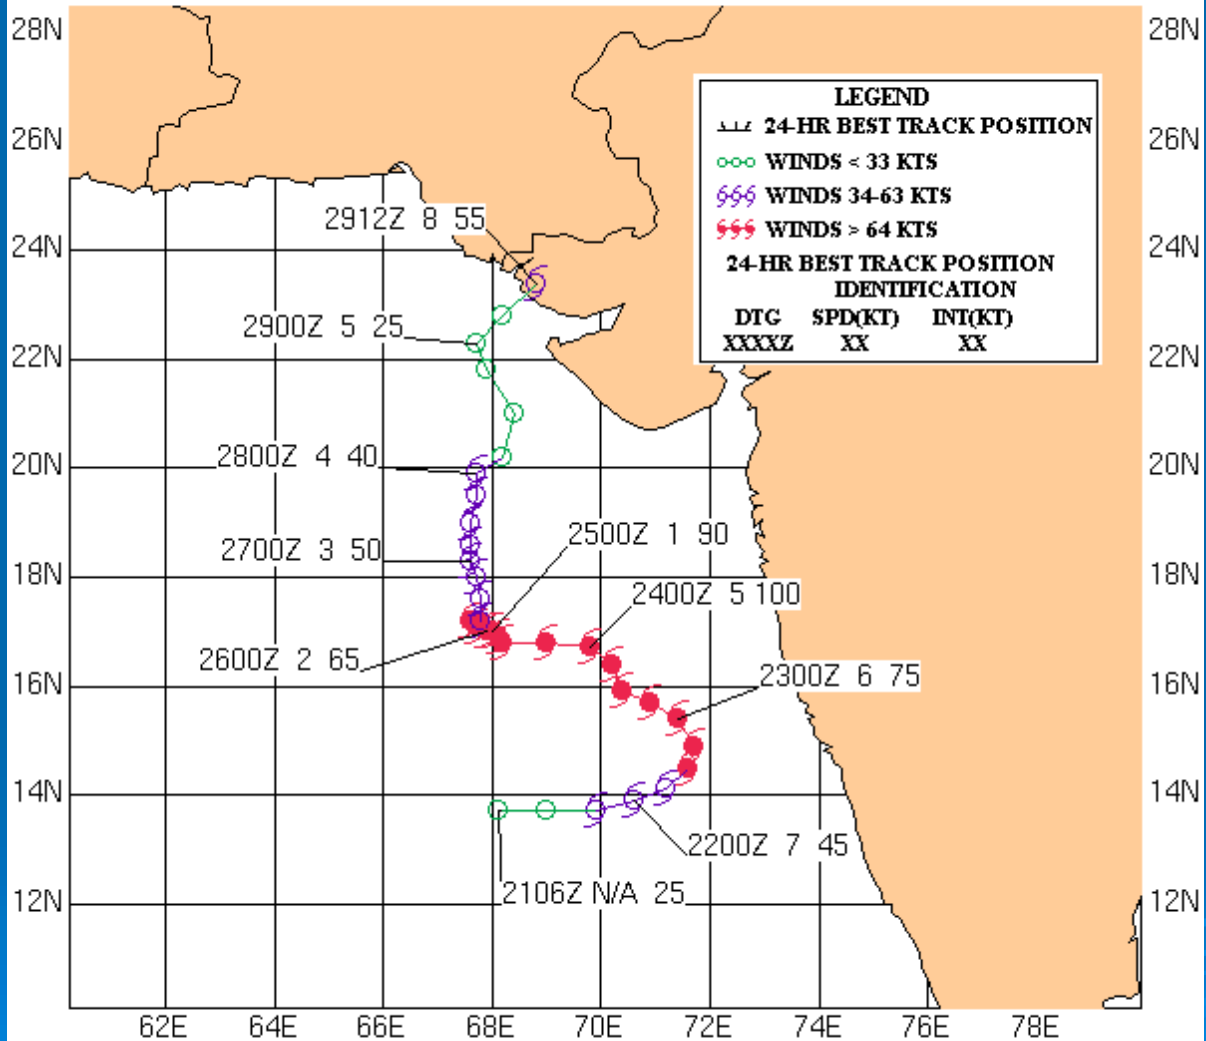 28N
28N
LEGEND
24-HR BEST TRACK POSITION
26N
26N
WINDS < 33 KTS
WINDS 34-63 KTS
2912Z 8 55
WINDS > 64 KTS
24N
24N
24-HR BEST TRACK POSITION
IDENTIFICATION
DTG SPD(KT) INT(KT)
2900Z 5 25
XXXXZ XX XX
22N
22N
2800Z 4 40
20N
20N
2500Z 1 90
2700Z 3 50
18N
18N
2400Z 5 100
2600Z 2 65
2300Z 6 75
16N
16N
14N
14N
2200Z 7 45
2106Z N/A 25
12N
12N
62E 64E 66E 68E 70E 72E 74E 76E 78E